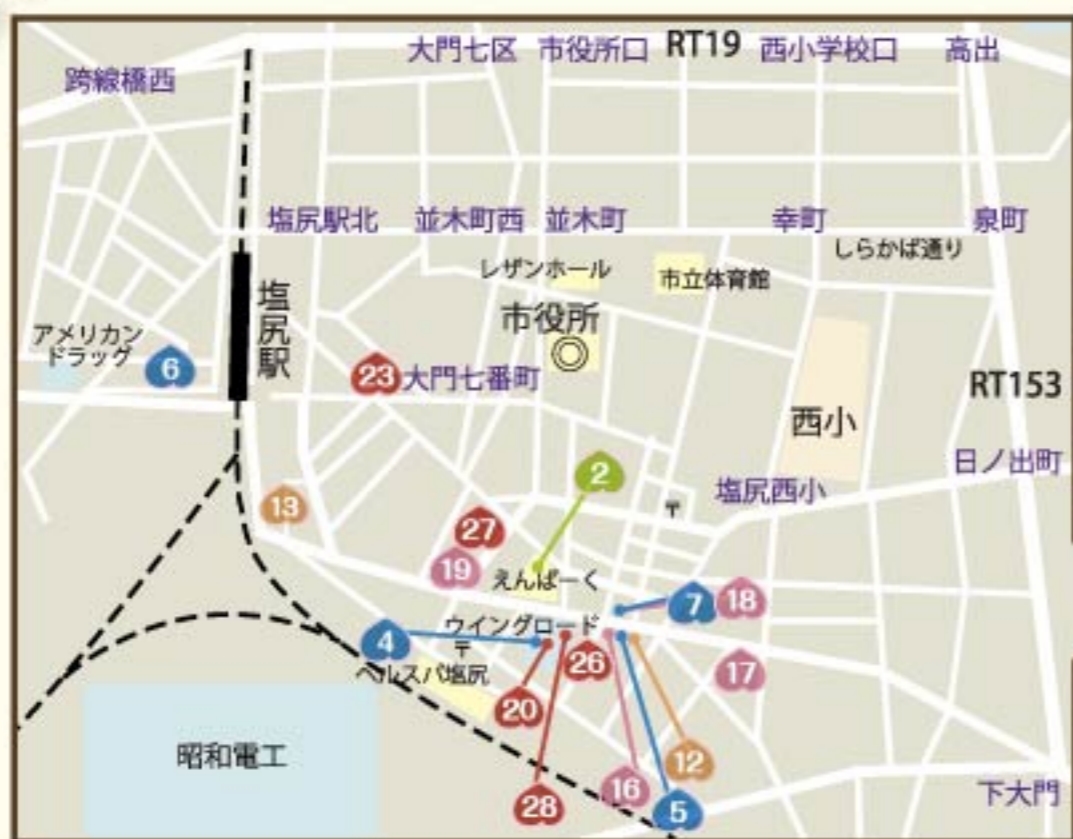 大門七区 市役所口 RT19 西小学校口 高出
跨線橋西
塩尻駅北 並木町西 並木町 幸町 泉町
しらかば通り
レザンホール 市立体育館
市役所
塩尻駅
アメリカン
ドラッグ
6
23
大門七番町
RT153
西小
日ノ出町
2
塩尻西小
〒
13
27
19
えんぱーく
7
18
ウイングロード
4
〒
ヘルスパ塩尻
26
17
20
昭和電工
12
16
28
5
下大門